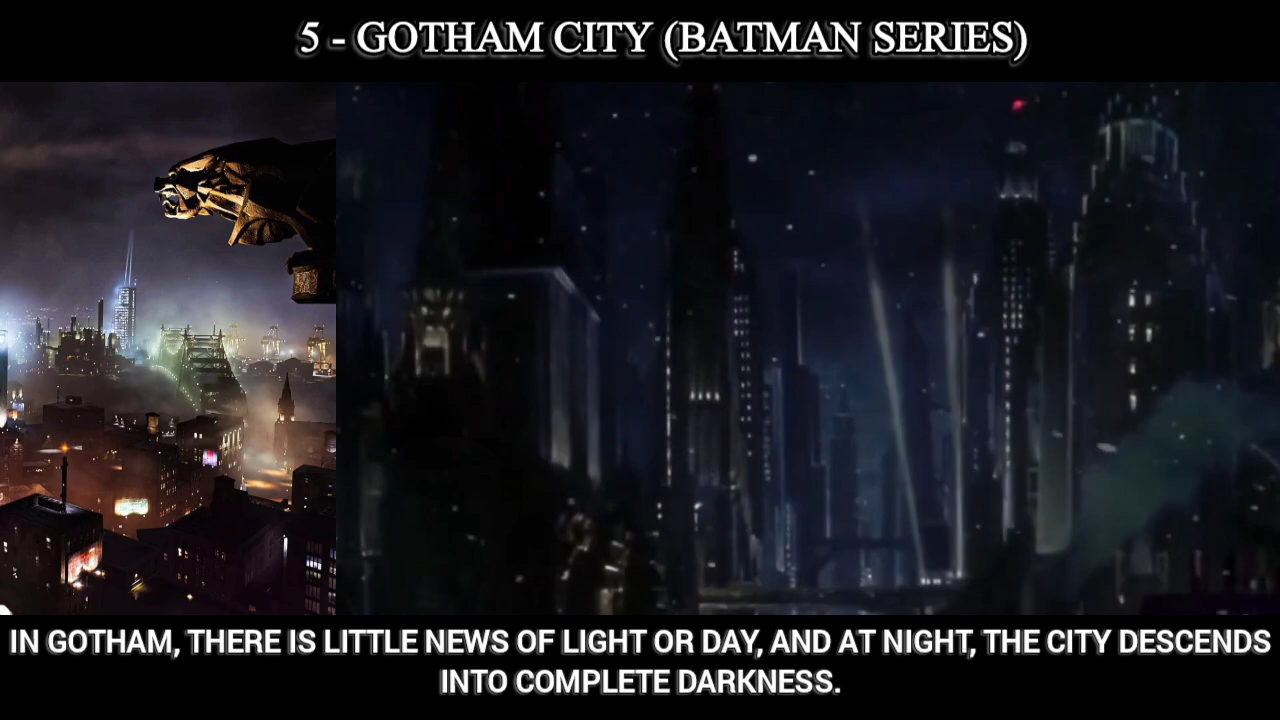 5 - GOTHAM CITY (BATMAN SERIES)
IN GOTHAM, THERE IS LITTLE NEWS OF LIGHT OR DAY, AND AT NIGHT, THE CITY DESCENDS
INTO COMPLETE DARKNESS.